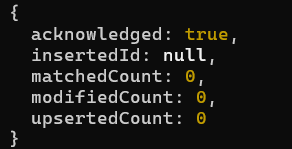 {
  acknowledged: true,
  insertedId: null,
  matchedCount: 0,
  modifiedCount: 0,
  upsertedCount: 0
}